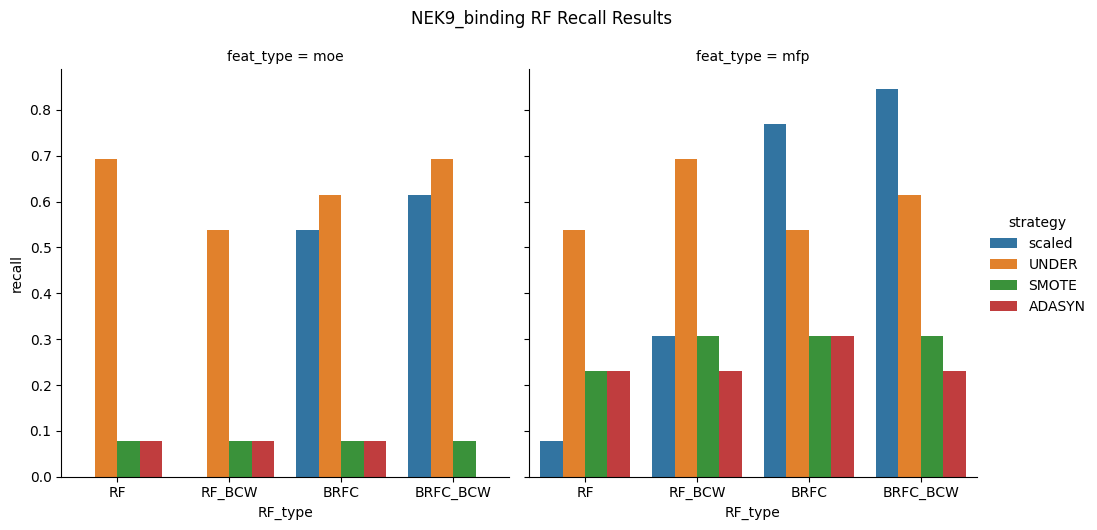 NEK9_binding RF Recall Results
feat_type = moe
feat_type = mfp
recall
0.8
0.7
0.6
0.5
0.4
0.3
0.2
0.1
0.0
RF
RF_BCW
BRFC
BRFC_BCW
RF_type
RF
RF_BCW
BRFC
BRFC_BCW
RF_type
strategy
scaled
UNDER
SMOTE
ADASYN